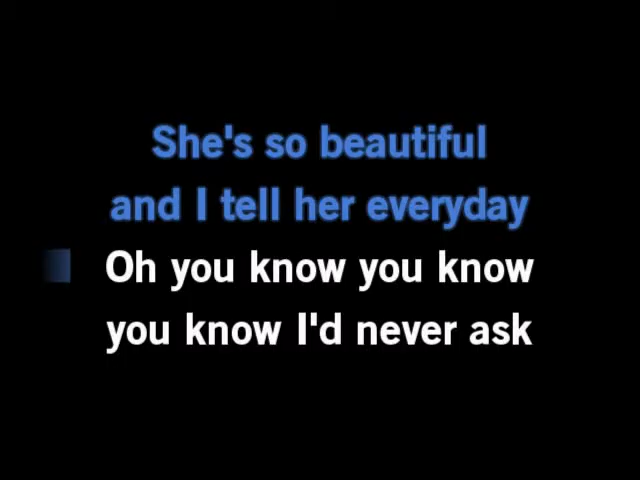 She's so beautiful
and I tell her everyday
Oh you know you know
you know I'd never ask